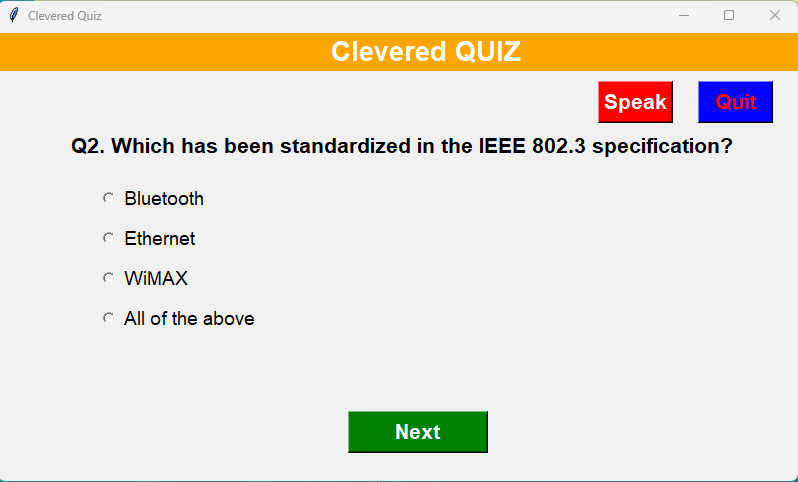 Clevered Quiz
Clevered QUIZ
Speak Quit
Q2. Which has been standardized in the IEEE 802.3 specification?
Bluetooth
Ethernet
WiMAX
All of the above
Next